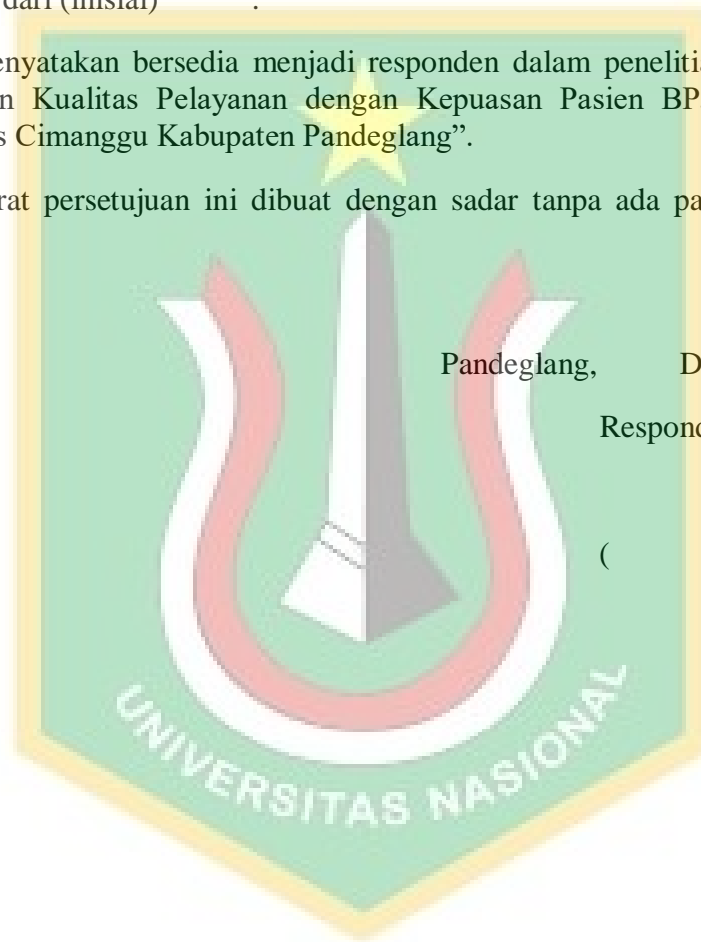 dari (inisial) .
enyatakan bersedia menjadi responden dalam peneliti
n Kualitas Pelayanan dengan Kepuasan Pasien BP
s Cimanggu Kabupaten Pandeglang”.
rat persetujuan ini dibuat dengan sadar tanpa ada pa
Pandeglang, D
Respond
(
UNIVERSITAS NASIONAL